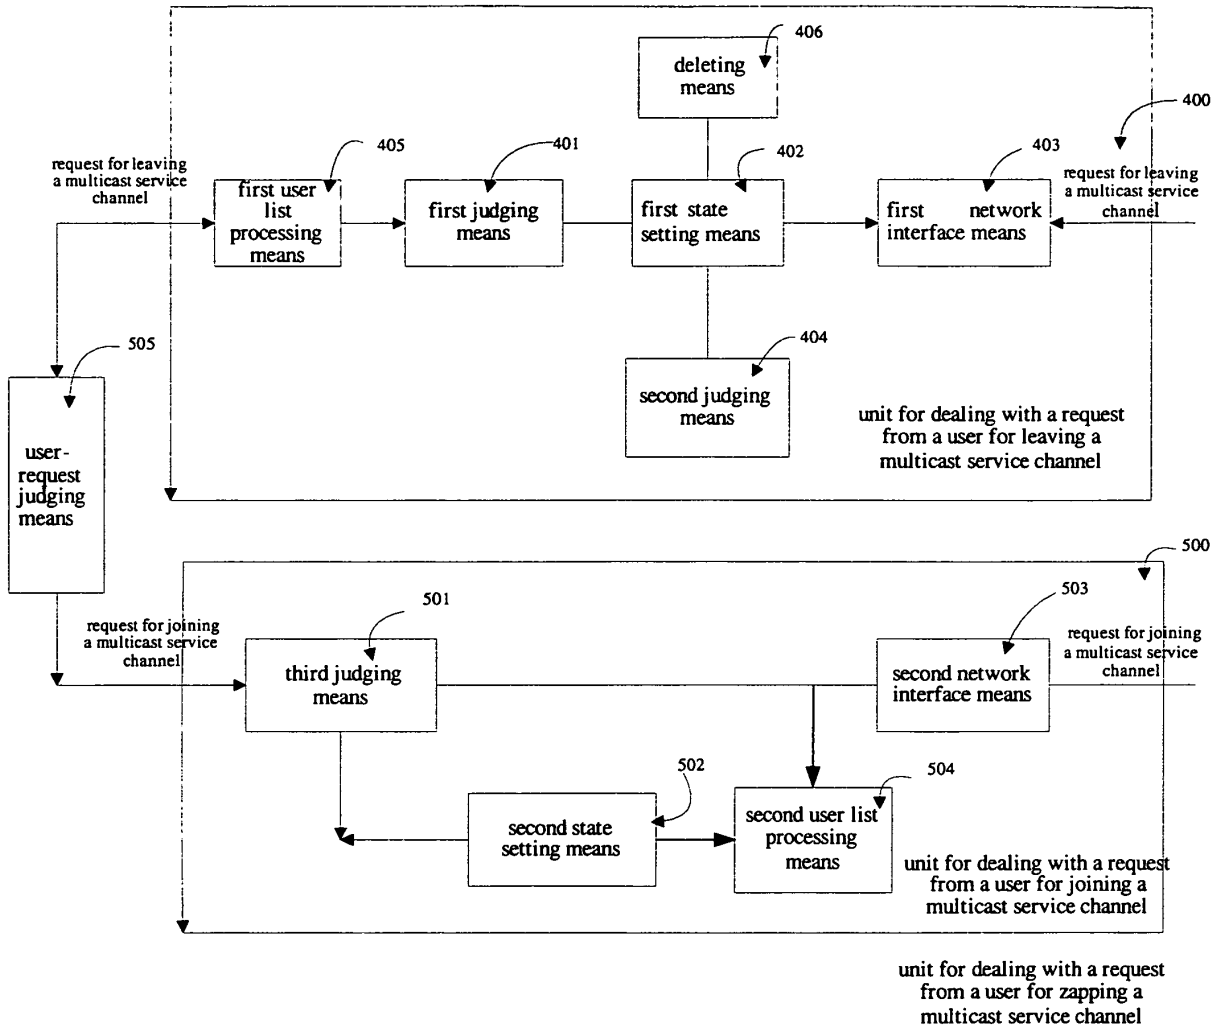 406
deleting
means
400
request for leaving
a multicast service
channel
405
401
402
403
request for leaving
a multicast service
channel
first user
list
processing
means
first judging
means
first state
setting means
first network
interface means
505
404
second judging
means
unit for dealing with a request
from a user for leaving a
multicast service channel
user-
request
judging
means
500
501
503
request for joining
a multicast service
channel
request for joining
a multicast service
channel
third judging
means
second network
interface means
502
504
second state
setting means
second user list
processing
means
unit for dealing with a request
from a user for joining a
multicast service channel
unit for dealing with a request
from a user for zapping a
multicast service channel